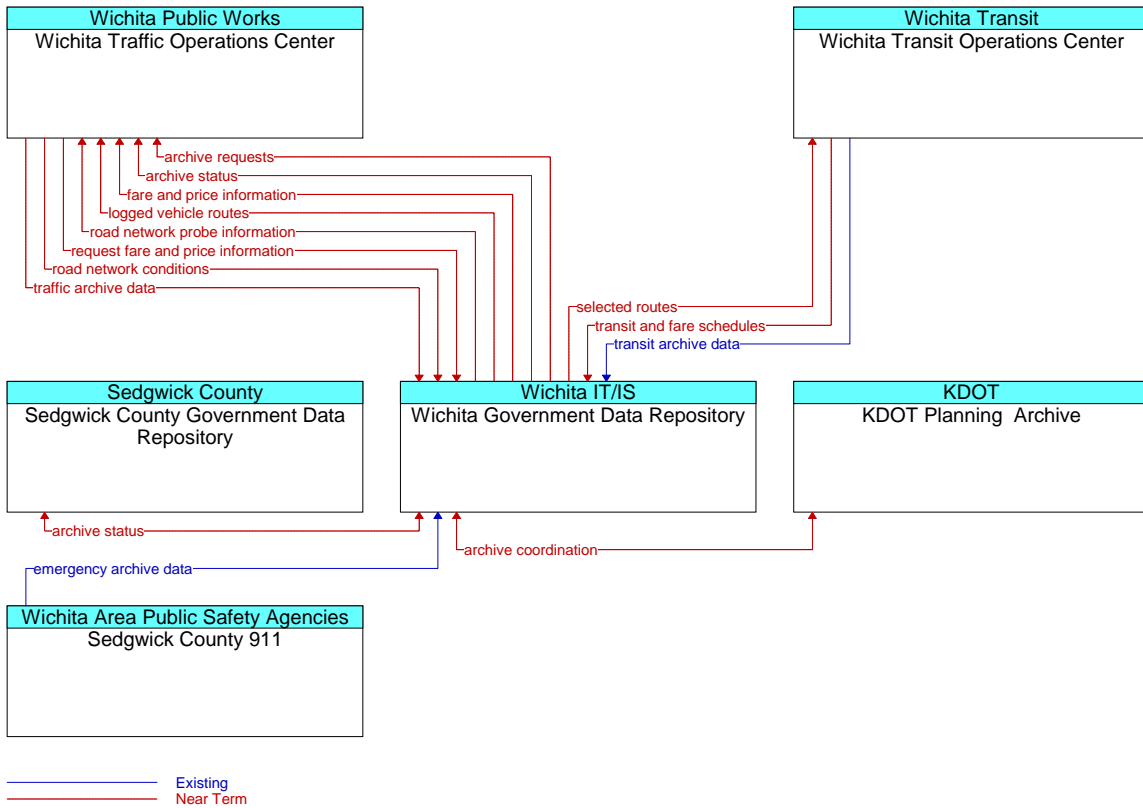 Wichita Public Works
Wichita Traffic Operations Center
Wichita Transit
Wichita Transit Operations Center
archive requests
archive status
fare and price information
logged vehicle routes
road network probe information
request fare and price information
road network conditions
traffic archive data
selected routes
transit and fare schedules
transit archive data
Sedgwick County
Sedgwick County Government Data
Repository
Wichita IT/IS
Wichita Government Data Repository
KDOT
KDOT Planning Archive
archive status
archive coordination
emergency archive data
Wichita Area Public Safety Agencies
Sedgwick County 911
Existing
Near Term